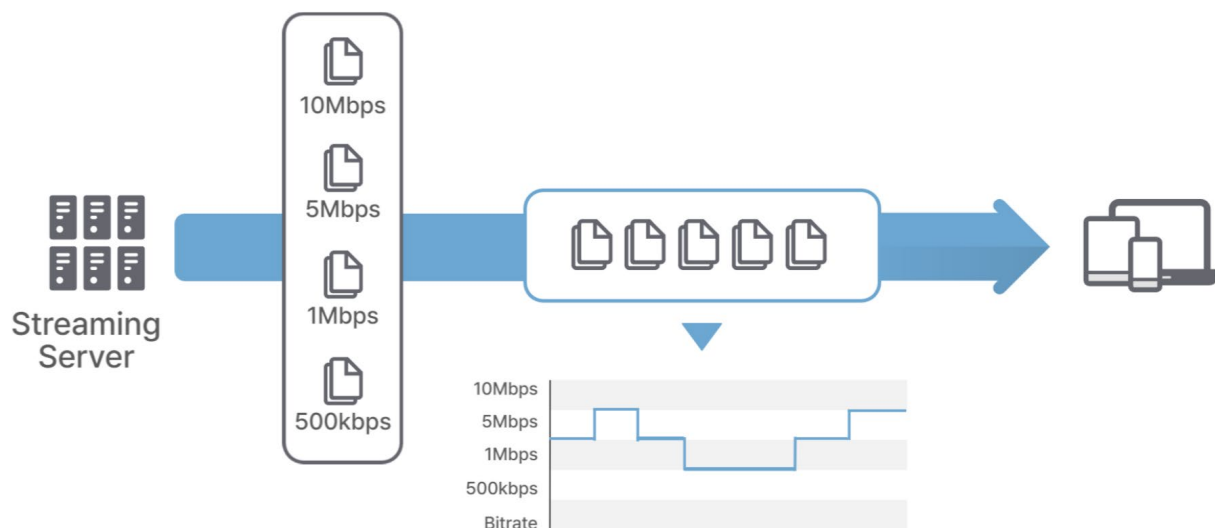 10Mbps
5Mbps
1Mbps
500kbps
Streaming
Server
10Mbps
5Mbps
1Mbps
500kbps
Bitrate